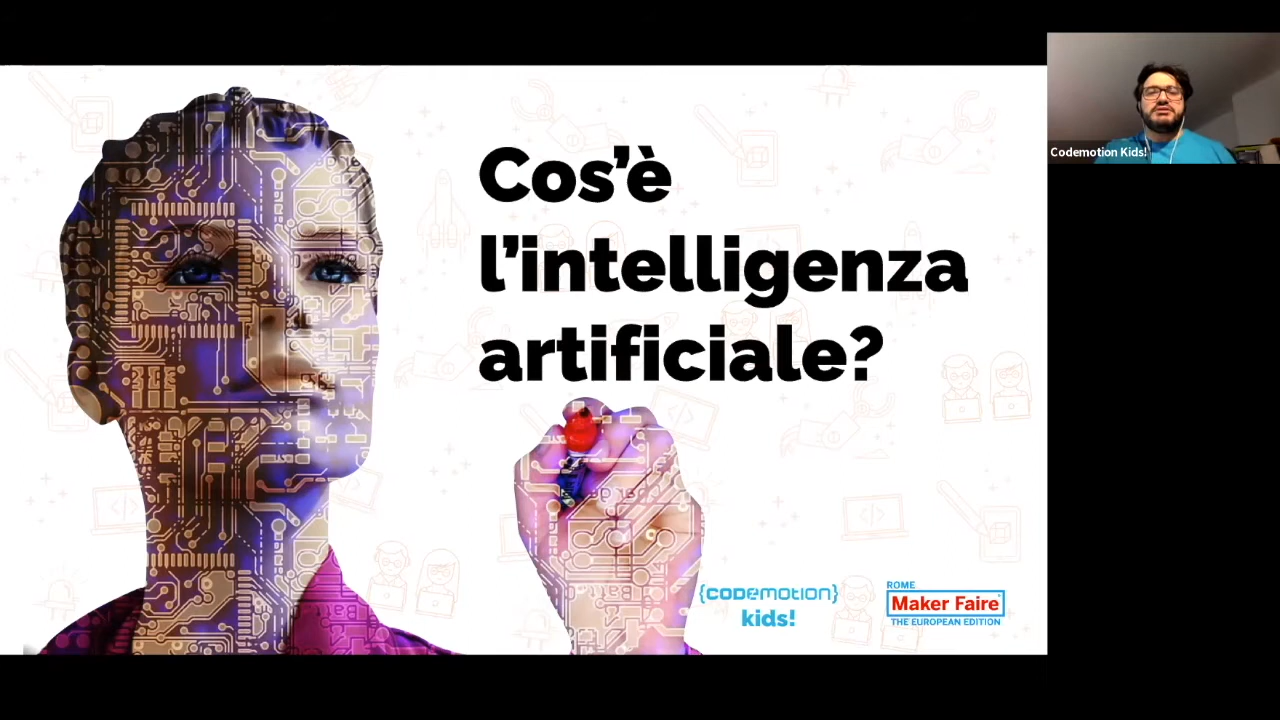 Cos'è
l'intelligenza
artificiale?
{CODEMOTION}
kids!
ROME
Maker Faire
THE EUROPEAN EDITION
Codemotion Kids!